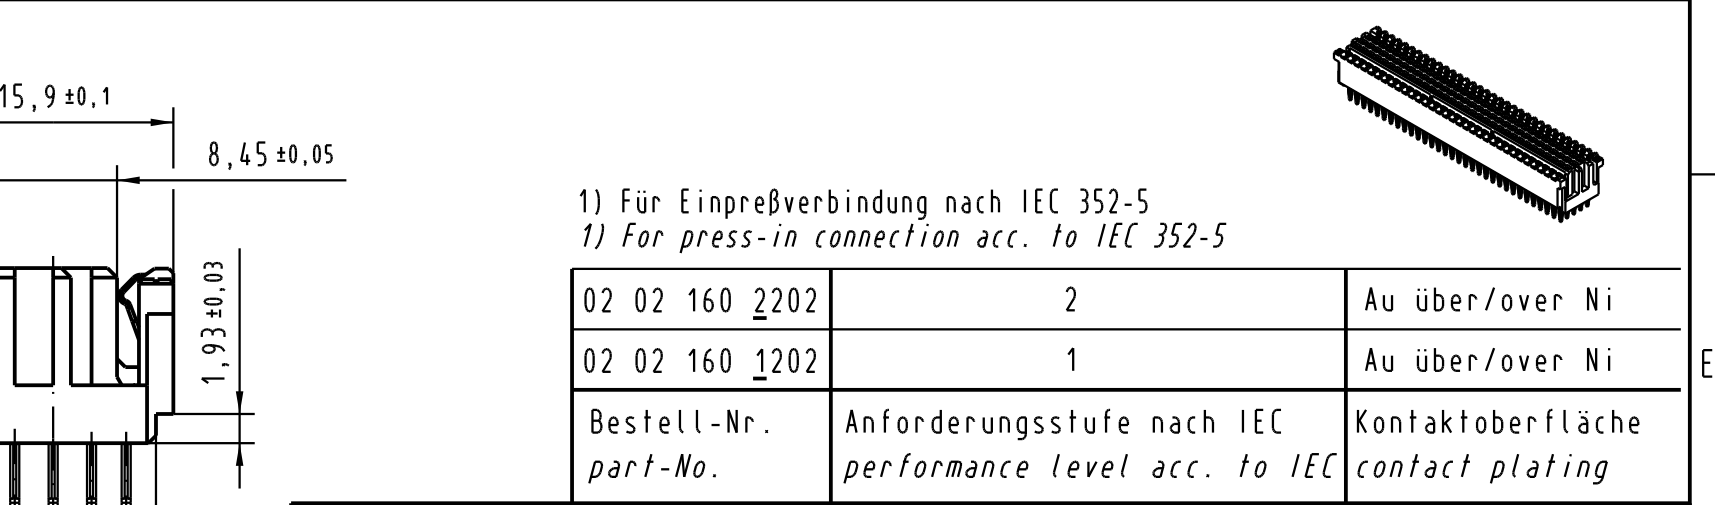 15,9 ±0,1
8,45 ±0,05
1,93 ±0,03
1) Für Einpreßverbindung nach IEC 352-5
1) For press-in connection acc. to IEC 352-5
02 02 160 2202 2 Au über/over Ni
02 02 160 1202 1 Au über/over Ni
Bestell-Nr. Anforderungsstufe nach IEC Kontaktoberfläche
part-No. performance level acc. to IEC contact plating
E